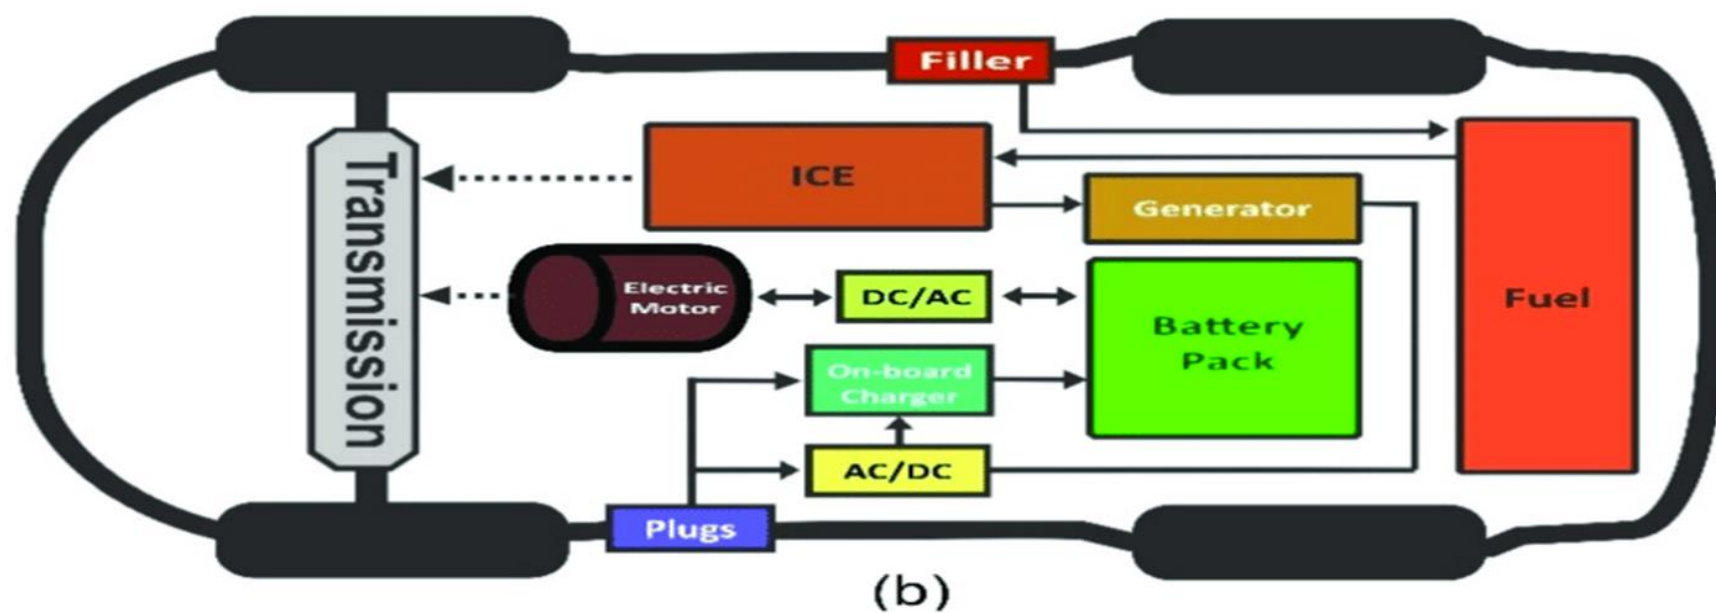 Filler
Transmission
ICE
Generator
Electric
Motor
DC/AC
Battery
Pack
Fuel
On-board
Charger
AC/DC
Plugs
(b)